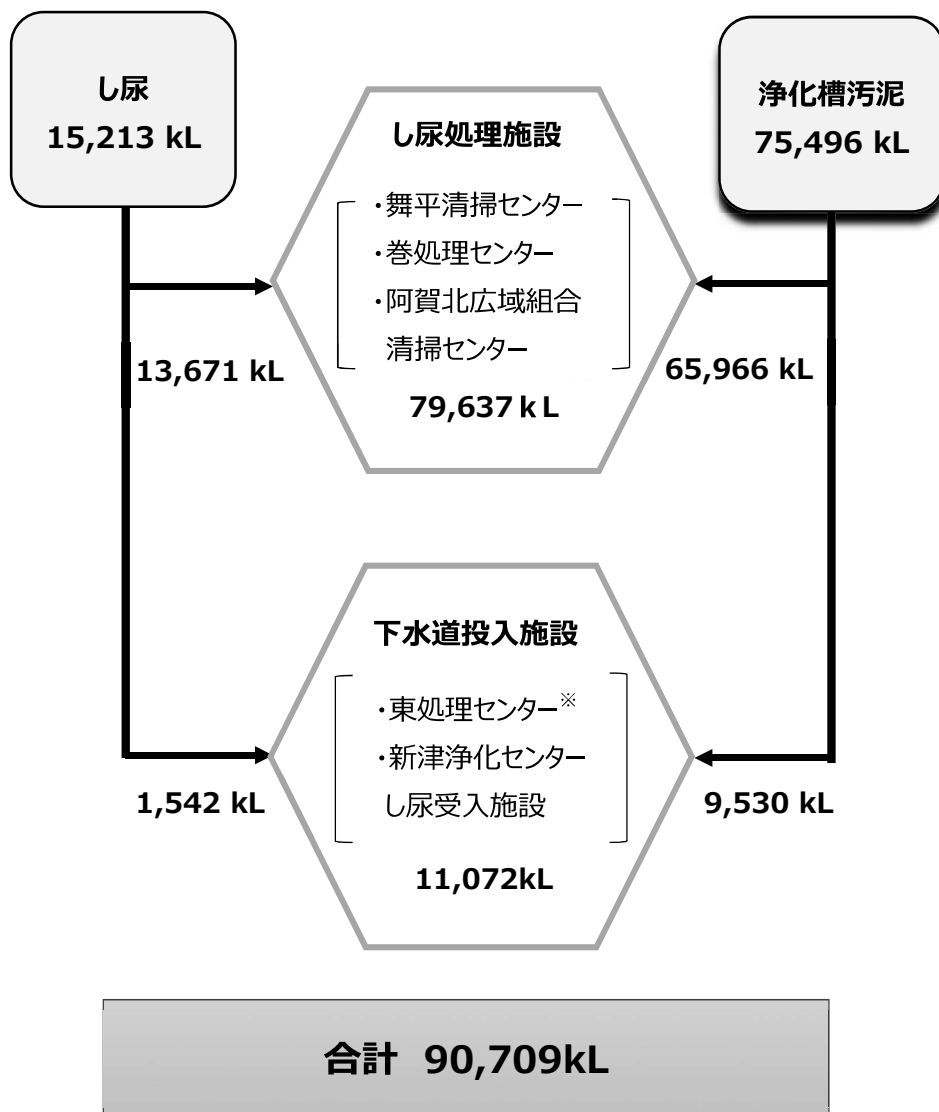 し尿
15,213 kL
浄化槽汚泥
75,496 kL
し尿処理施設
・舞平清掃センター
・巻処理センター
・阿賀北広域組合
清掃センター
79,637ｋL
13,671 kL
65,966 kL
下水道投入施設
・東処理センター※
・新津浄化センター
し尿受入施設
11,072kL
1,542 kL
9,530 kL
合計 90,709kL